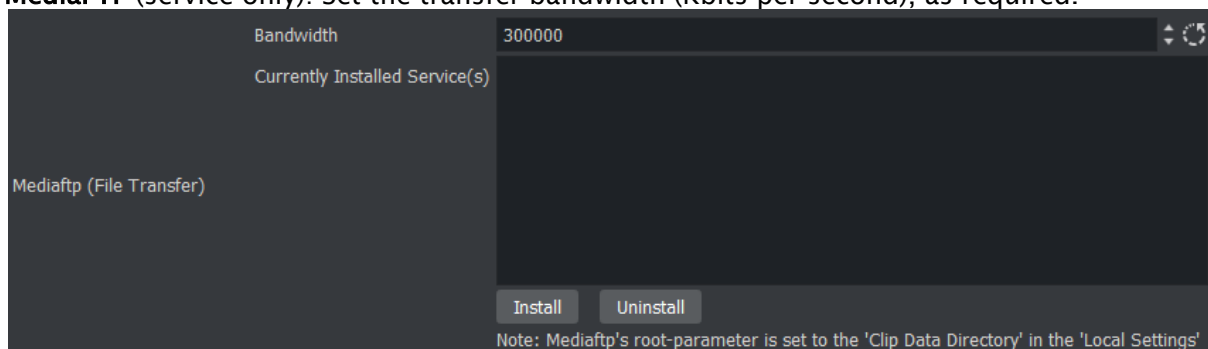 MediaFTP (service only): Set the transfer bandwidth (Kbits per second), as required.
Bandwidth 300000
Currently Installed Service(s)
Mediaftp (File Transfer)
Install Uninstall
Note: Mediaftp's root-parameter is set to the 'Clip Data Directory' in the 'Local Settings'